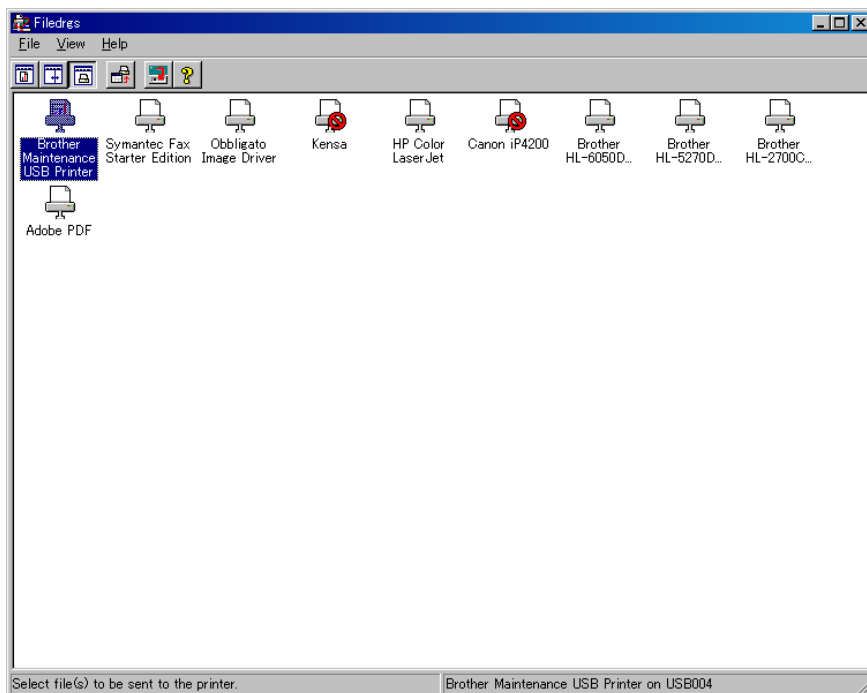 Filedrgs
File View Help
Brother
Maintenance
USB Printer
Symantec Fax
Starter Edition
Obbligato
Image Driver
Kensa
HP Color
LaserJet
Canon iP4200
Brother
HL-6050D...
Brother
HL-5270D...
Brother
HL-2700C...
Adobe PDF
Select file(s) to be sent to the printer.
Brother Maintenance USB Printer on USB004